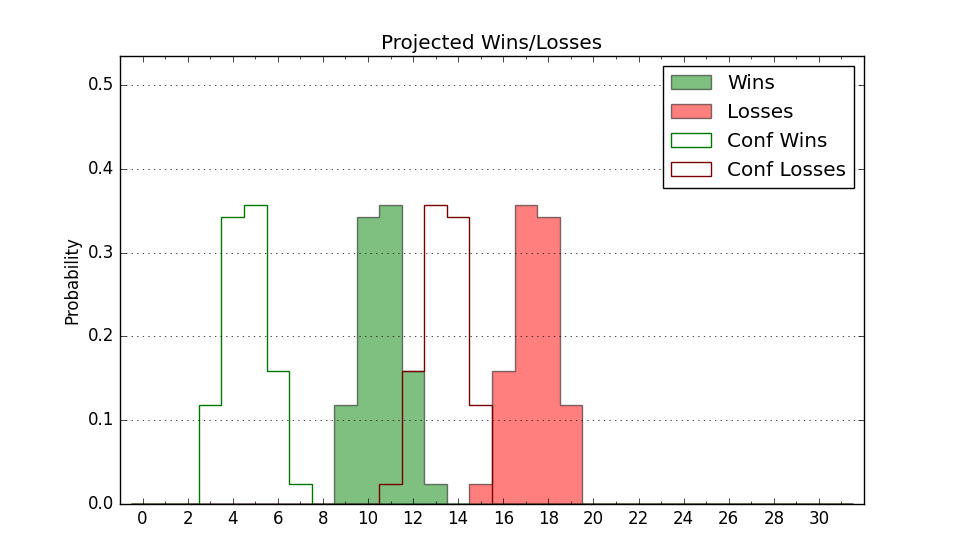 Projected Wins/Losses
Wins
Losses
Conf Wins
Conf Losses
Probability
0.5
0.4
0.3
0.2
0.1
0.0
0 2 4 6 8 10 12 14 16 18 20 22 24 26 28 30